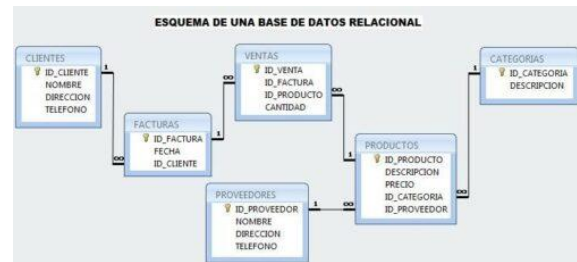 ESQUEMA DE UNA BASE DE DATOS RELACIONAL
CLIENTES
ID_CLIENTE
NOMBRE
DIRECCION
TELEFONO
1
∞
FACTURAS
ID_FACTURA
FECHA
ID_CLIENTE
1
∞
VENTAS
ID_VENTA
ID_FACTURA
ID_PRODUCTO
CANTIDAD
∞
1
PROVEEDORES
ID_PROVEEDOR
NOMBRE
DIRECCION
TELEFONO
1
∞
PRODUCTOS
ID_PRODUCTO
DESCRIPCION
PRECIO
ID_CATEGORIA
ID_PROVEEDOR
∞
1
CATEGORIAS
ID_CATEGORIA
DESCRIPCION